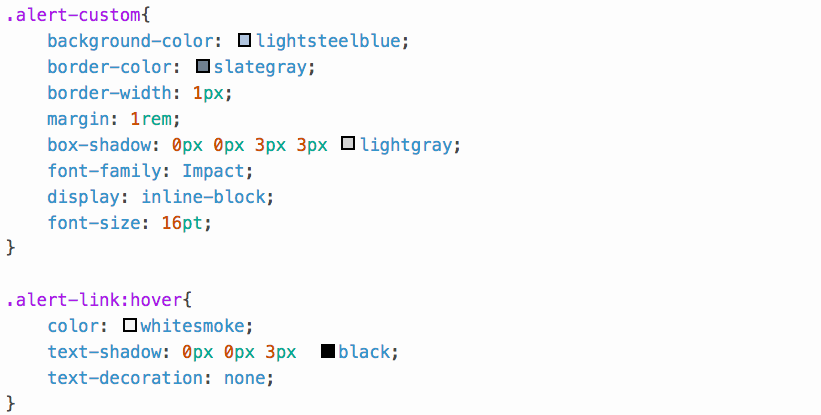 .alert-custom{
    background-color: lightsteelblue;
    border-color: slategray;
    border-width: 1px;
    margin: 1rem;
    box-shadow: 0px 0px 3px 3px lightgray;
    font-family: Impact;
    display: inline-block;
    font-size: 16pt;
}
.alert-link:hover{
    color: whitesmoke;
    text-shadow: 0px 0px 3px  black;
    text-decoration: none;
}